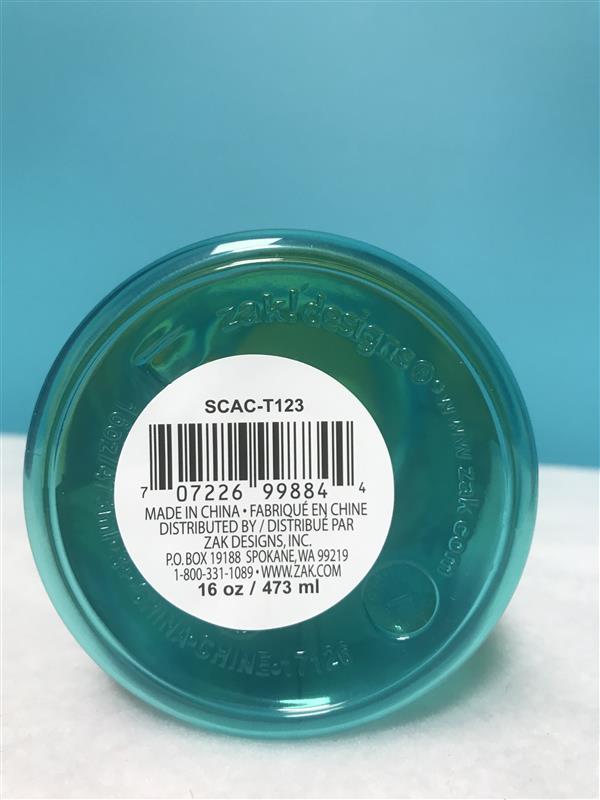 zak! designs ® • www.zak.com
SCAC-T123
7 07226 99884 4
MADE IN CHINA • FABRIQUÉ EN CHINE
DISTRIBUTED BY / DISTRIBUÉ PAR
ZAK DESIGNS, INC.
P.O. BOX 19188 SPOKANE, WA 99219
1-800-331-1089 • WWW.ZAK.COM
16 oz / 473 ml
CHINA•CHINE•17126